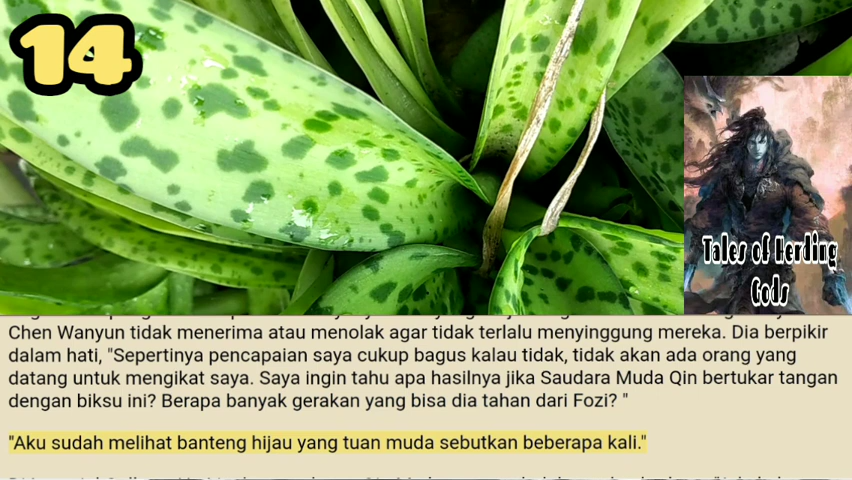 14
Tales of Herding
Gods
Chen Wanyun tidak menerima atau menolak agar tidak terlalu menyinggung mereka. Dia berpikir
dalam hati, "Sepertinya pencapaian saya cukup bagus kalau tidak, tidak akan ada orang yang
datang untuk mengikat saya. Saya ingin tahu apa hasilnya jika Saudara Muda Qin bertukar tangan
dengan biksu ini? Berapa banyak gerakan yang bisa dia tahan dari Fozi? "
"Aku sudah melihat banteng hijau yang tuan muda sebutkan beberapa kali."